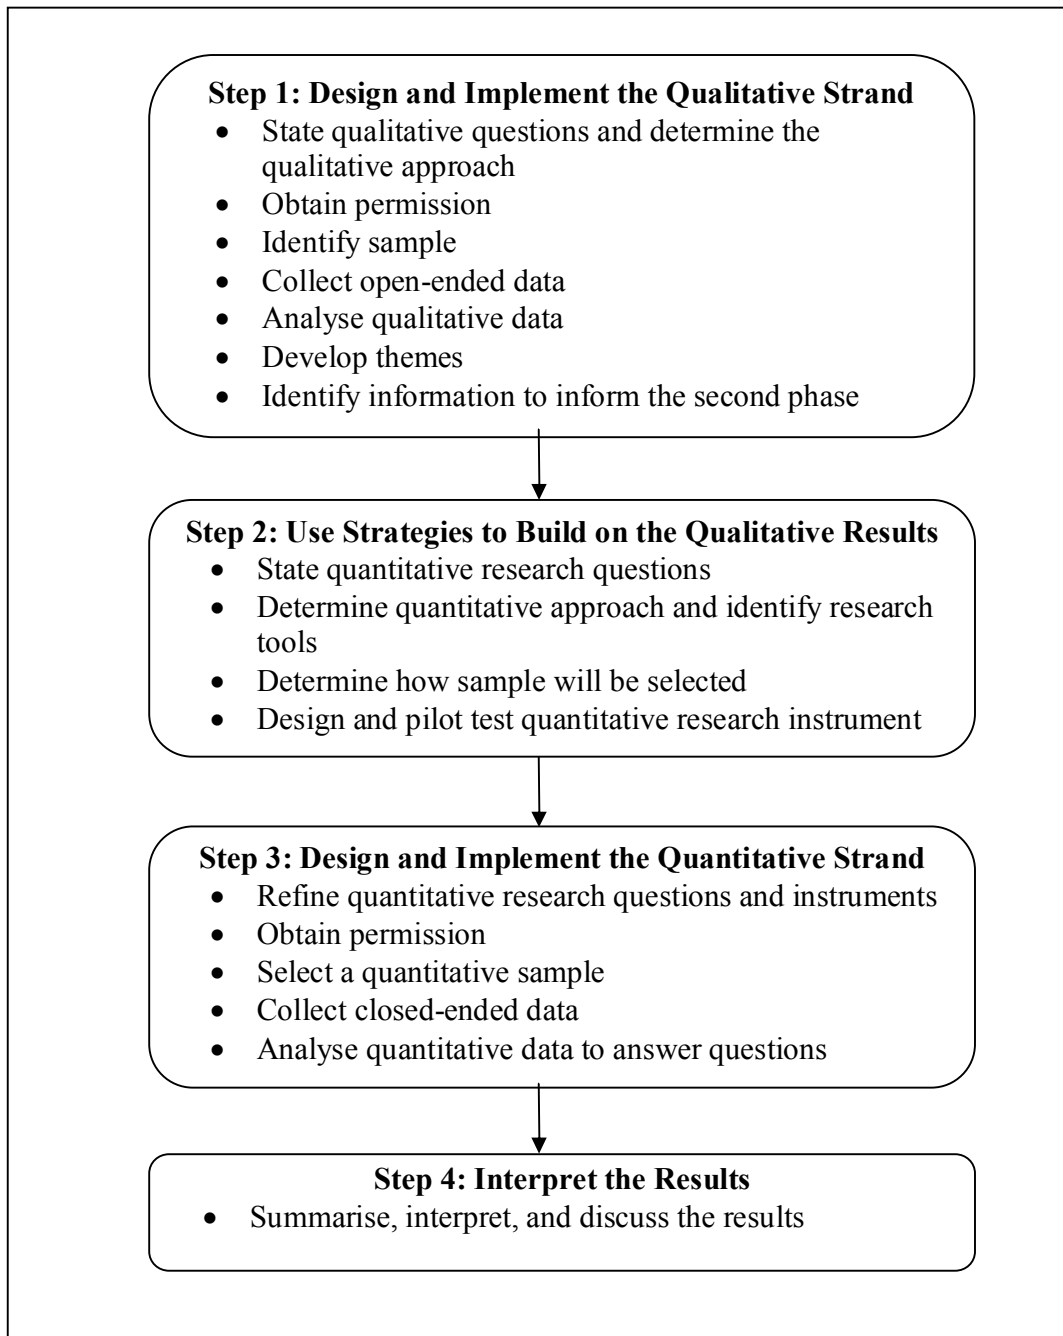 Step 1: Design and Implement the Qualitative Strand
• State qualitative questions and determine the
qualitative approach
• Obtain permission
• Identify sample
• Collect open-ended data
• Analyse qualitative data
• Develop themes
• Identify information to inform the second phase
Step 2: Use Strategies to Build on the Qualitative Results
• State quantitative research questions
• Determine quantitative approach and identify research
tools
• Determine how sample will be selected
• Design and pilot test quantitative research instrument
Step 3: Design and Implement the Quantitative Strand
• Refine quantitative research questions and instruments
• Obtain permission
• Select a quantitative sample
• Collect closed-ended data
• Analyse quantitative data to answer questions
Step 4: Interpret the Results
• Summarise, interpret, and discuss the results